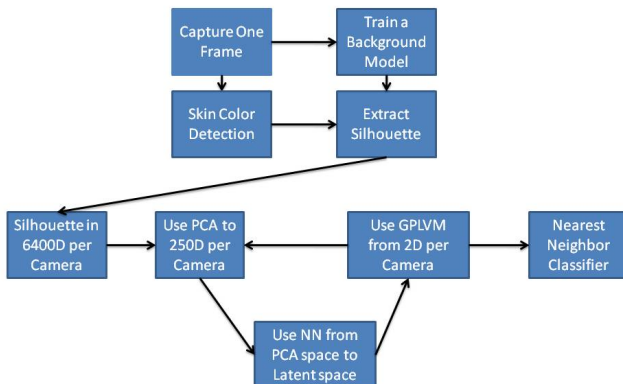 Capture One
Frame
Train a
Background
Model
Skin Color
Detection
Extract
Silhouette
Silhouette in
6400D per
Camera
Use PCA to
250D per
Camera
Use GPLVM
from 2D per
Camera
Nearest
Neighbor
Classifier
Use NN from
PCA space to
Latent space